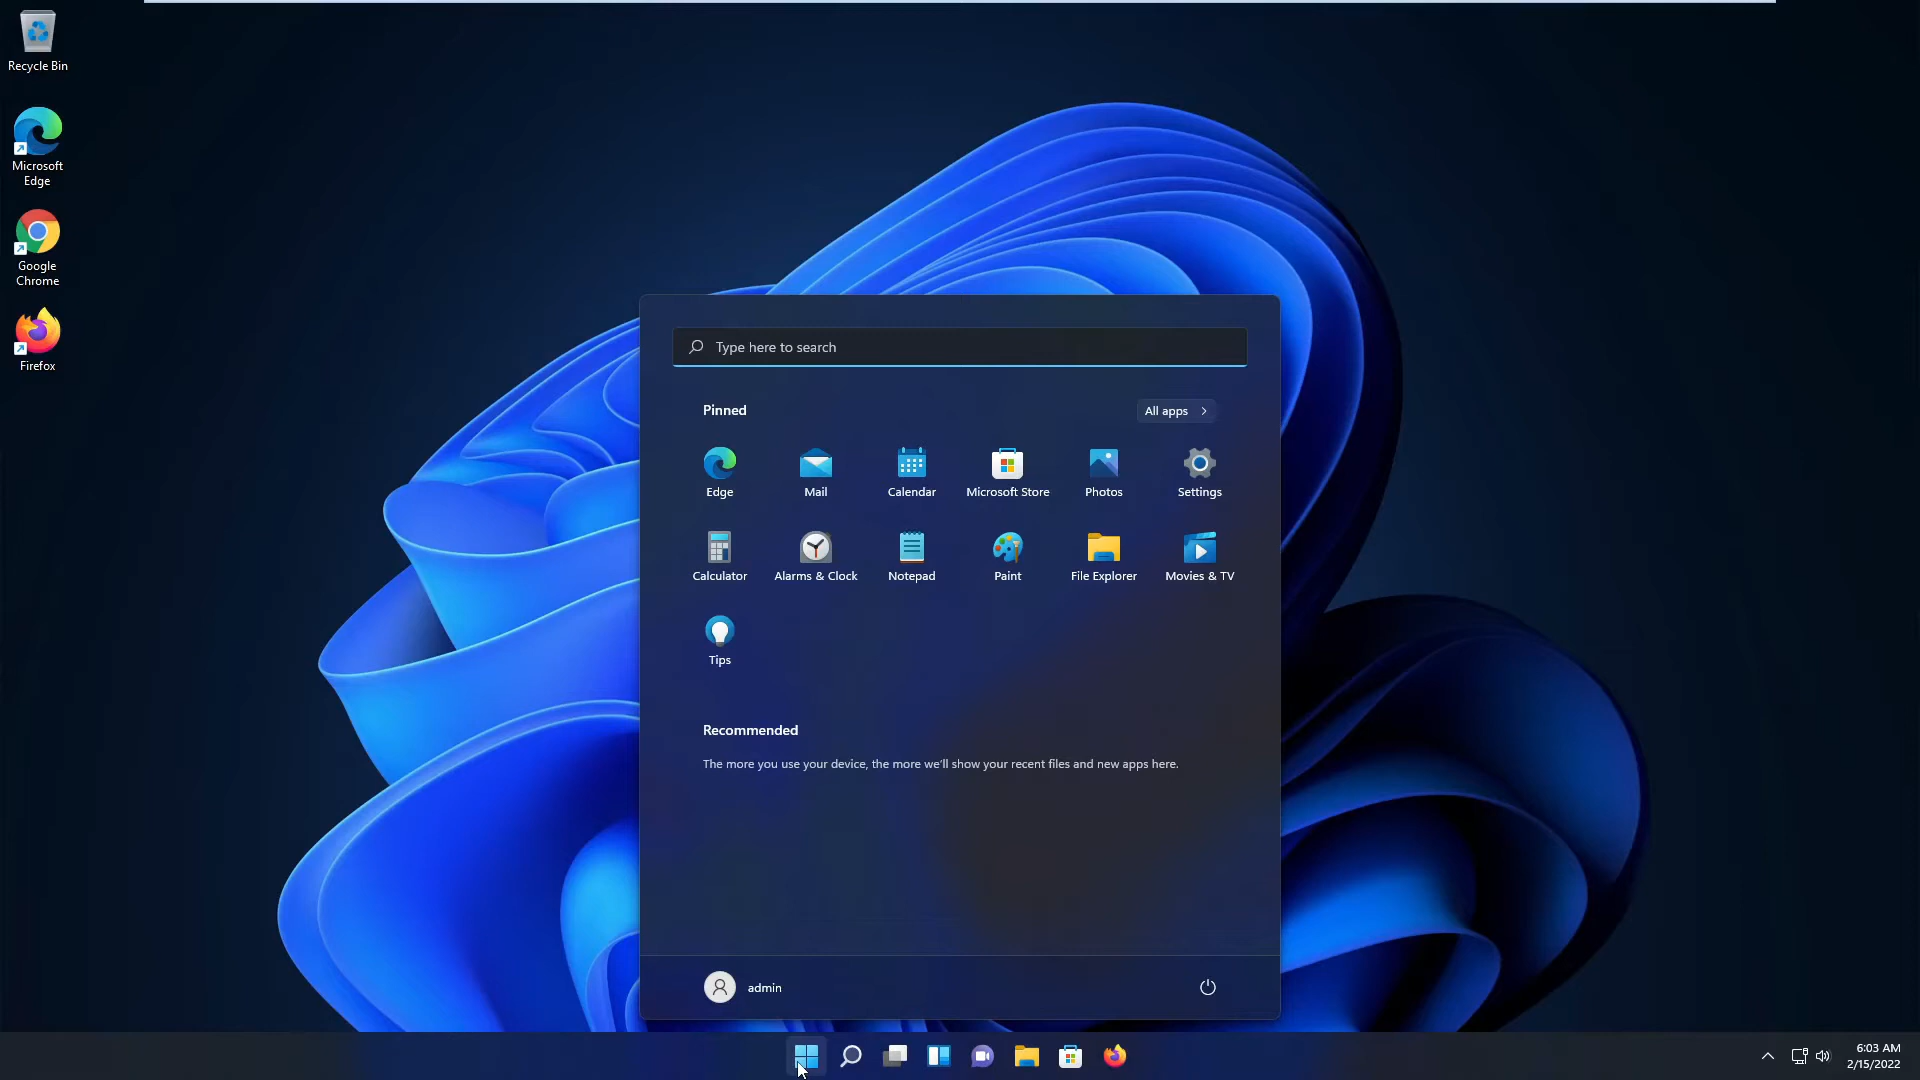 Recycle Bin
Microsoft
Edge
Google
Chrome
Firefox
Type here to search
Pinned
All apps
Edge
Mail
Calendar
Microsoft Store
Photos
Settings
Calculator
Alarms & Clock
Notepad
Paint
File Explorer
Movies & TV
Tips
Recommended
The more you use your device, the more we'll show your recent files and new apps here.
admin
6:03 AM
2/15/2022